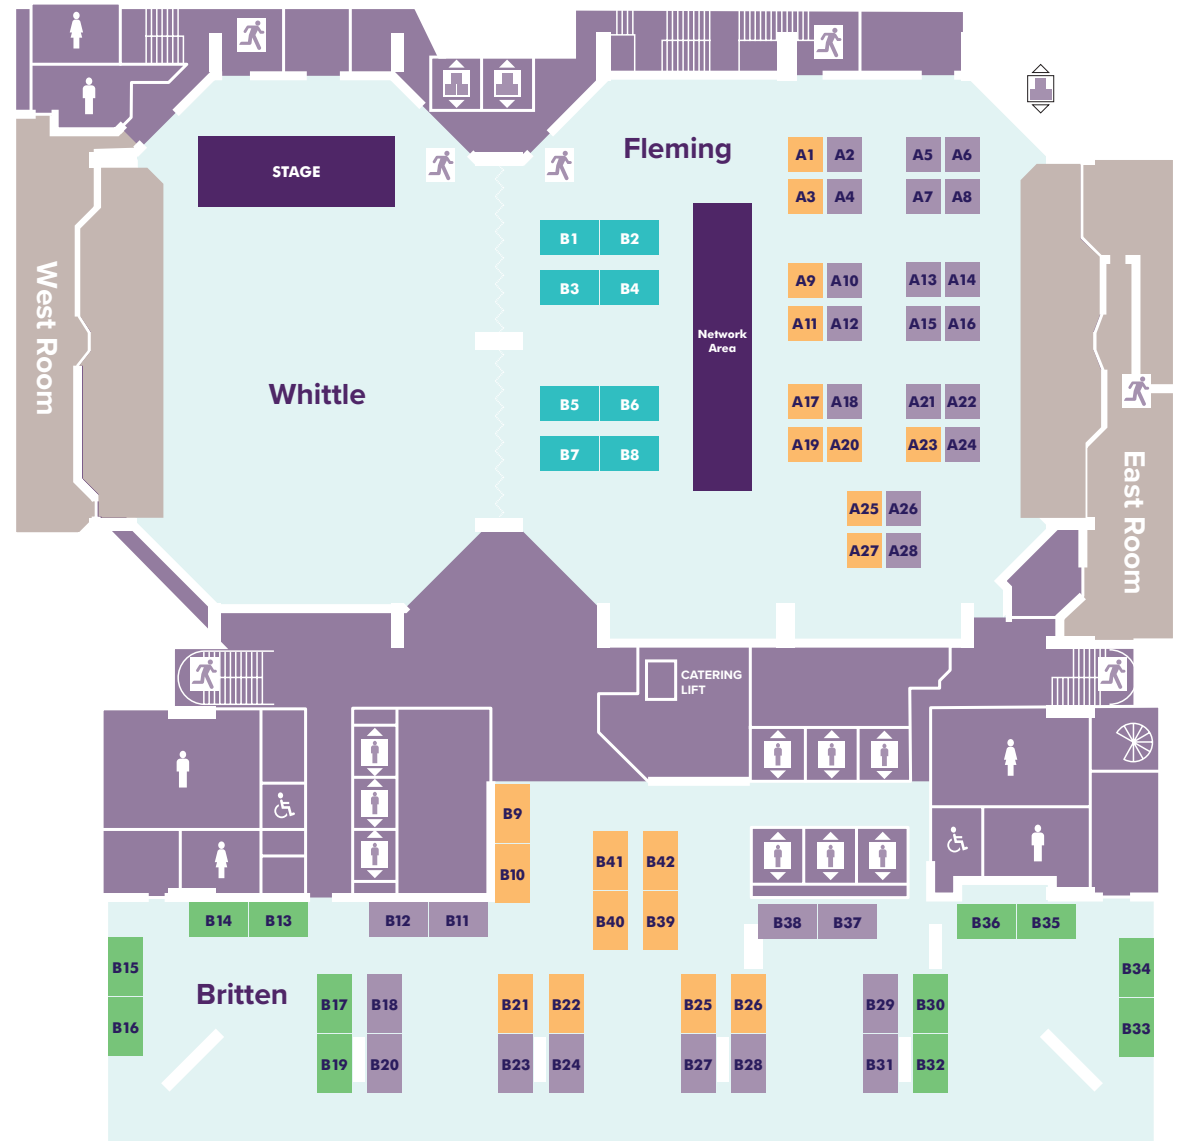 Fleming
STAGE
A1 A2 A5 A6
A3 A4 A7 A8
B1 B2
B3 B4
A9 A10 A13 A14
A11 A12 A15 A16
Network
Area
West Room
Whittle
B5 B6
B7 B8
A17 A18 A21 A22
A19 A20 A23 A24
East Room
A25 A26
A27 A28
CATERING
LIFT
B9
B10
B41 B42
B40 B39
B14 B13
B12 B11
B38 B37
B36 B35
B15
B16
Britten
B34
B33
B17 B18
B19 B20
B21 B22
B23 B24
B25 B26
B27 B28
B29 B30
B31 B32